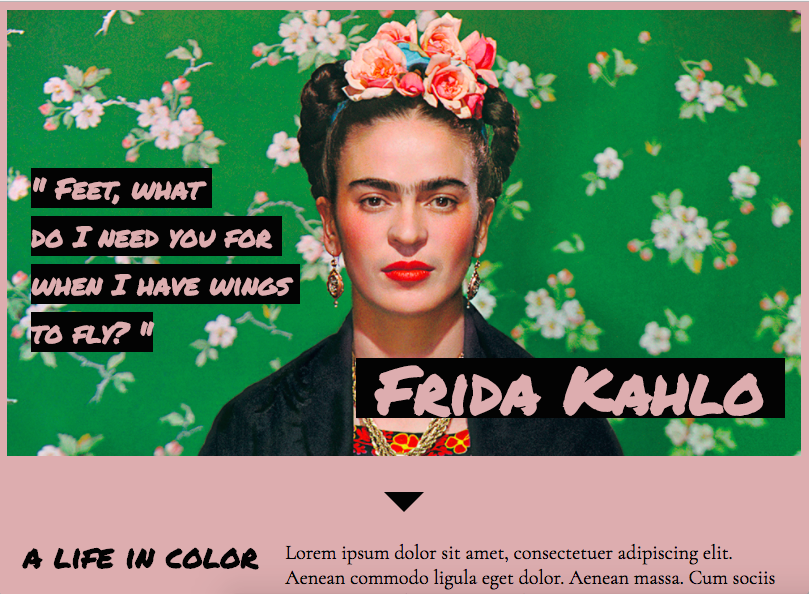 " Feet, what
do I need you for
when I have wings
to fly? "
Frida Kahlo
a life in color
Lorem ipsum dolor sit amet, consectetuer adipiscing elit.
Aenean commodo ligula eget dolor. Aenean massa. Cum sociis